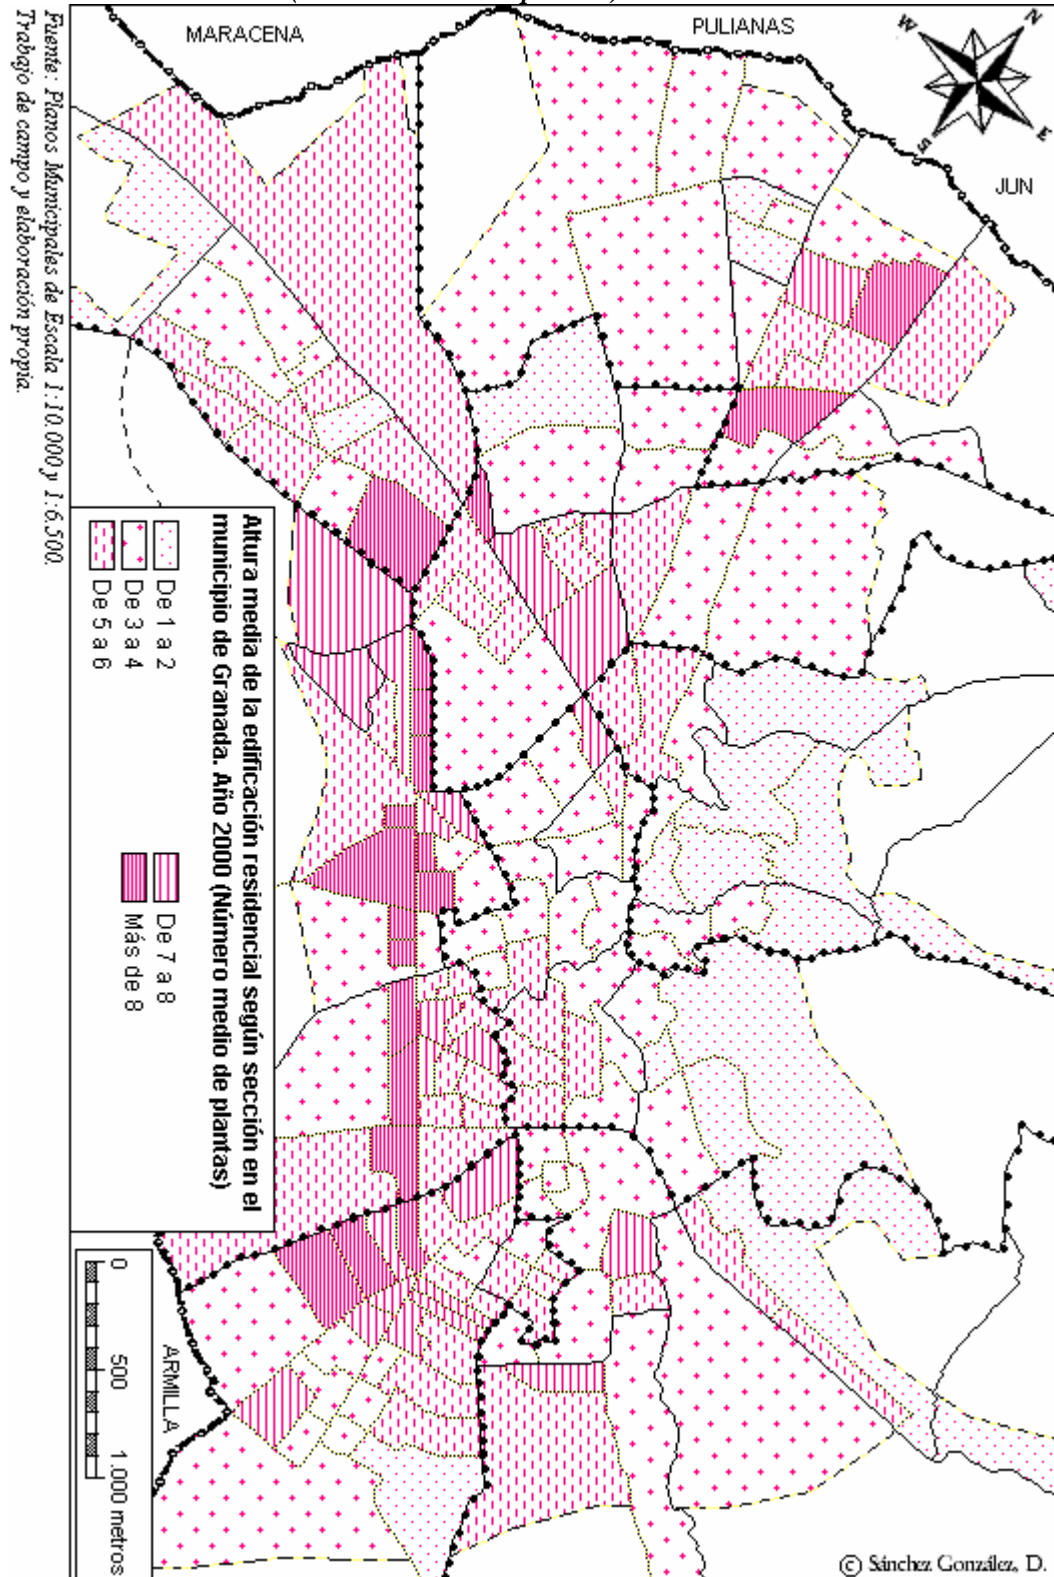 MARACENA
PULIANAS
N
W
E
S
JUN
Fuente: Planos Municipales de Escala 1:10.000 y 1:6.500.
Trabajo de campo y elaboración propia.
Altura media de la edificación residencial según sección en el
municipio de Granada. Año 2000 (Número medio de plantas)
De 1 a 2
De 3 a 4
De 5 a 6
De 7 a 8
Más de 8
ARMILLA
0 500 1.000 metros
© Sánchez González, D.